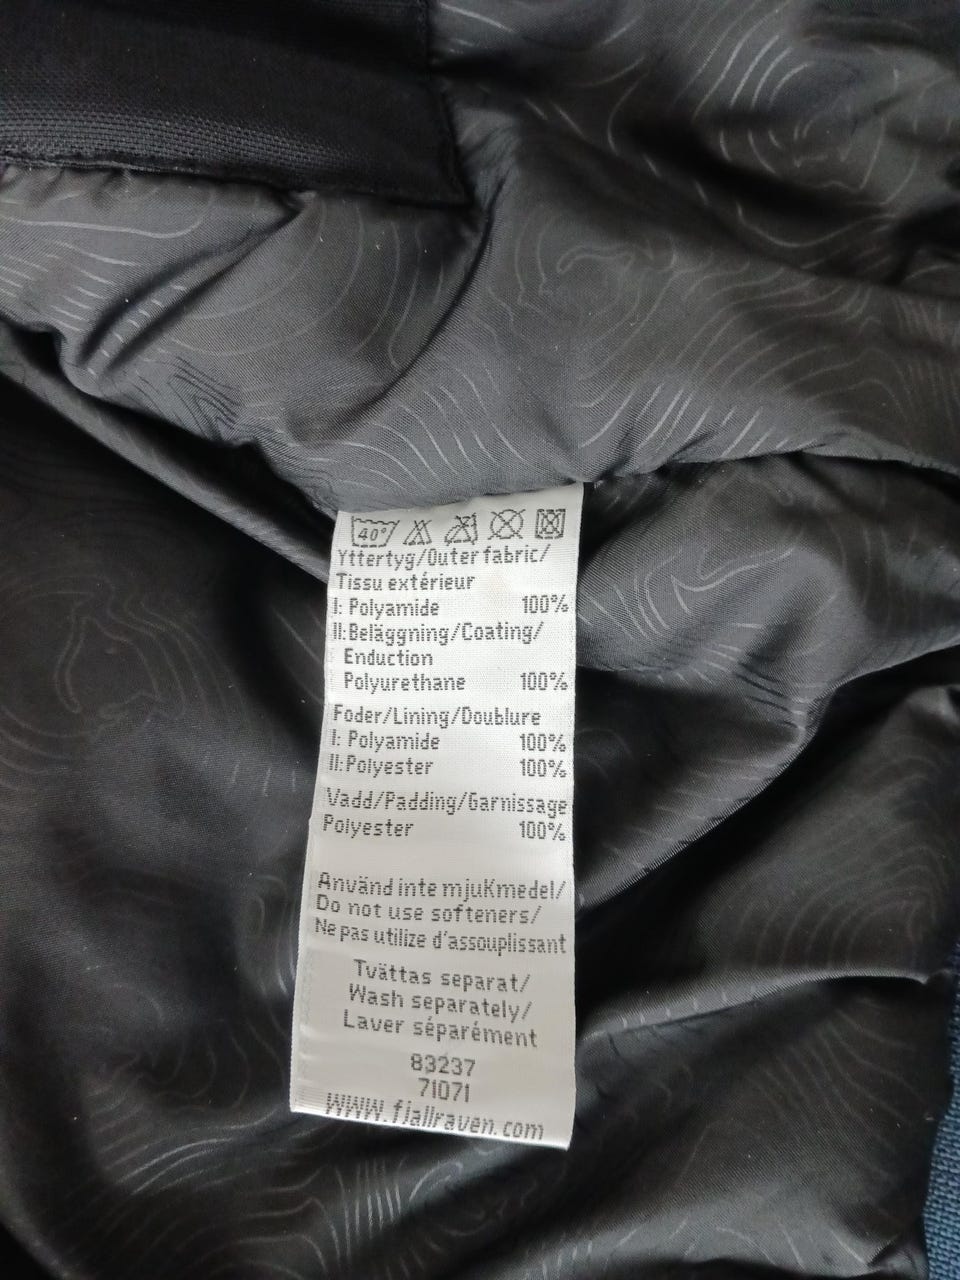 40°
Yttertyg/Outer fabric/
Tissu extérieur
I: Polyamide 100%
II:Beläggning/Coating/
Enduction
Polyurethane 100%
Foder/Lining/Doublure
I: Polyamide 100%
II:Polyester 100%
Vadd/Padding/Garnissage
Polyester 100%
Använd inte mjuKmedel/
Do not use softeners/
Ne pas utilize d'assouplissant
Tvättas separat/
Wash separately/
Laver séparément
83237
71071
WWW.fjallraven.com